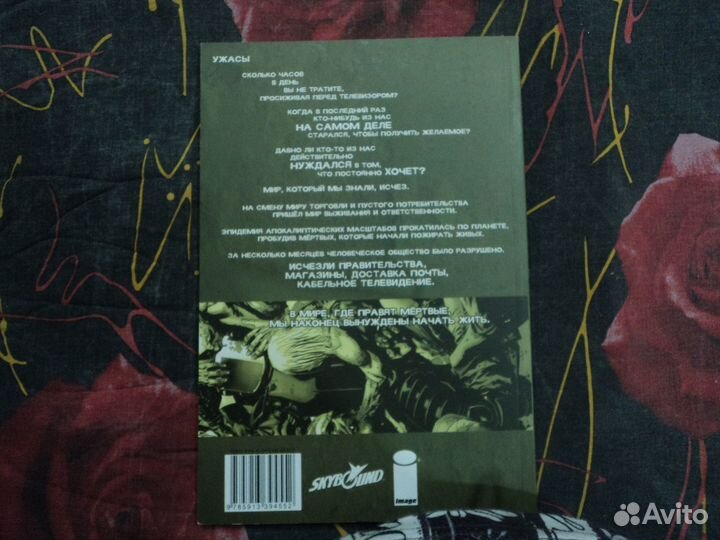 УЖАСЫ
СКОЛЬКО ЧАСОВ
В ДЕНЬ
ВЫ НЕ ТРАТИТЕ,
ПРОСИЖИВАЯ ПЕРЕД ТЕЛЕВИЗОРОМ?
КОГДА В ПОСЛЕДНИЙ РАЗ
КТО-НИБУДЬ ИЗ НАС
НА САМОМ ДЕЛЕ
СТАРАЛСЯ, ЧТОБЫ ПОЛУЧИТЬ ЖЕЛАЕМОЕ?
ДАВНО ЛИ КТО-ТО ИЗ НАС
ДЕЙСТВИТЕЛЬНО
НУЖДАЛСЯ В ТОМ,
ЧТО ПОСТОЯННО ХОЧЕТ?
МИР, КОТОРЫЙ МЫ ЗНАЛИ, ИСЧЕЗ.
НА СМЕНУ МИРУ ТОРГОВЛИ И ПУСТОГО ПОТРЕБИТЕЛЬСТВА
ПРИШЁЛ МИР ВЫЖИВАНИЯ И ОТВЕТСТВЕННОСТИ.
ЭПИДЕМИЯ АПОКАЛИПТИЧЕСКИХ МАСШТАБОВ ПРОКАТИЛАСЬ ПО ПЛАНЕТЕ,
ПРОБУДИВ МЁРТВЫХ, КОТОРЫЕ НАЧАЛИ ПОЖИРАТЬ ЖИВЫХ.
ЗА НЕСКОЛЬКО МЕСЯЦЕВ ЧЕЛОВЕЧЕСКОЕ ОБЩЕСТВО БЫЛО РАЗРУШЕНО.
ИСЧЕЗЛИ ПРАВИТЕЛЬСТВА,
МАГАЗИНЫ, ДОСТАВКА ПОЧТЫ,
КАБЕЛЬНОЕ ТЕЛЕВИДЕНИЕ.
В МИРЕ, ГДЕ ПРАВЯТ МЁРТВЫЕ,
МЫ НАКОНЕЦ ВЫНУЖДЕНЫ НАЧАТЬ ЖИТЬ.
SKYBOUND
image
9 785913 394552
Avito